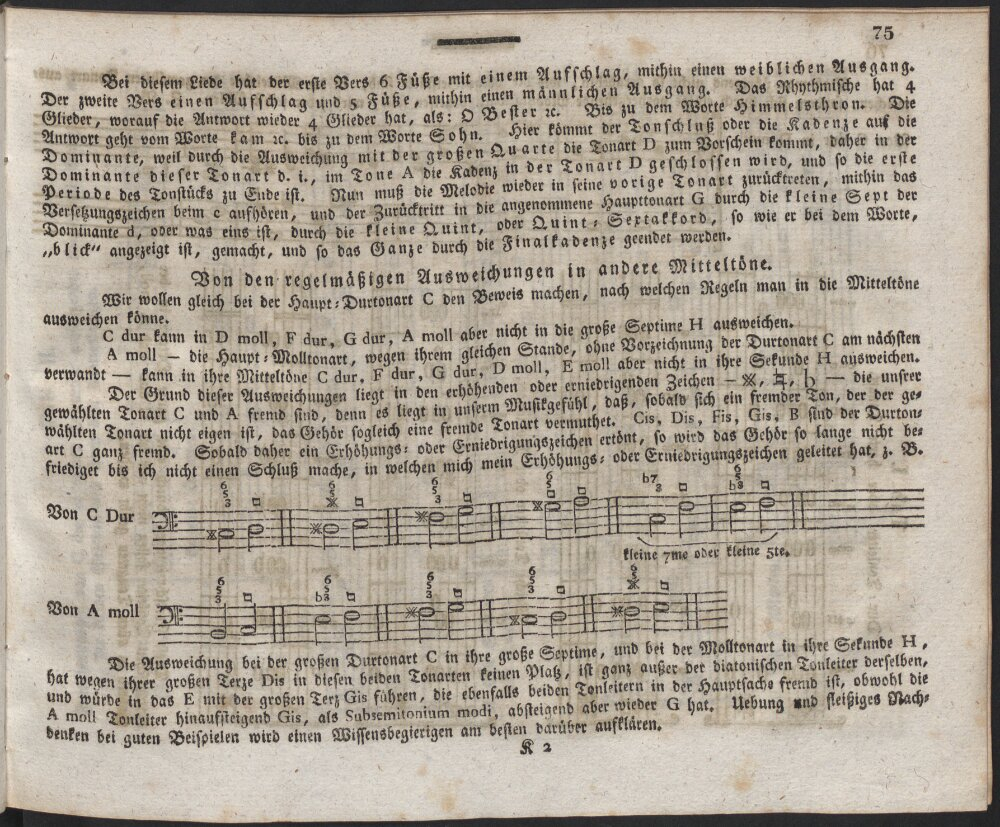 75
Bei diesem Liede hat der erste Vers 6 Füße mit einem Aufschlag, mithin einen weiblichen Ausgang.
Der zweite Vers einen Aufschlag und 5 Füße, mithin einen männlichen Ausgang. Das Rhythmische hat 4
Glieder, worauf die Antwort wieder 4 Glieder hat, als: O Bester ꝛc. Bis zu dem Worte Himmelsthron. Die
Antwort geht vom Worte kam ꝛc. bis zu dem Worte Sohn. Hier kömmt der Tonschluß oder die Kadenze auf die
Dominante, weil durch die Ausweichung mit der großen Quarte die Tonart D zum Vorschein kommt, daher in der
Dominante dieser Tonart d. i., im Tone A die Kadenz in der Tonart D geschlossen wird, und so die erste
Periode des Tonstücks zu Ende ist. Nun muß die Melodie wieder in seine vorige Tonart zurücktreten, mithin das
Versetzungszeichen beim c aufhören, und der Zurücktritt in die angenommene Haupttonart G durch die kleine Sept der
Dominante d, oder was eins ist, durch die kleine Quint, oder Quint-Sextakkord, so wie er bei dem Worte,
„blick“ angezeigt ist, gemacht, und so das Ganze durch die Finalkadenze geendet werden.
Von den regelmäßigen Ausweichungen in andere Mitteltöne.
Wir wollen gleich bei der Haupt-Durtonart C den Beweis machen, nach welchen Regeln man in die Mitteltöne
ausweichen könne.
C dur kann in D moll, F dur, G dur, A moll aber nicht in die große Septime H ausweichen.
A moll — die Haupt-Molltonart, wegen ihrem gleichen Stande, ohne Vorzeichnung der Durtonart C am nächsten
verwandt — kann in ihre Mitteltöne C dur, F dur, G dur, D moll, E moll aber nicht in ihre Sekunde H ausweichen.
Der Grund dieser Ausweichungen liegt in den erhöhenden oder erniedrigenden Zeichen — ※, ♮, ♭ — die unsrer
gewählten Tonart C und A fremd sind, denn es liegt in unserm Musikgefühl, daß, sobald sich ein fremder Ton, der der ge-
wählten Tonart nicht eigen ist, das Gehör sogleich eine fremde Tonart vermuthet. Cis, Dis, Fis, Gis, B sind der Durton-
art C ganz fremd. Sobald daher ein Erhöhungs- oder Erniedrigungszeichen ertönt, so wird das Gehör so lange nicht be-
friediget bis ich nicht einen Schluß mache, in welchen mich mein Erhöhungs- oder Erniedrigungszeichen geleitet hat, z. B.
Von C Dur
kleine 7me oder kleine 5te.
Von A moll
Die Ausweichung bei der großen Durtonart C in ihre große Septime, und bei der Molltonart in ihre Sekunde H,
hat wegen ihrer großen Terze Dis in diesen beiden Tonarten keinen Platz, ist ganz außer der diatonischen Tonleiter derselben,
und würde in das E mit der großen Terz Gis führen, die ebenfalls beiden Tonleitern in der Hauptsache fremd ist, obwohl die
A moll Tonleiter hinaufsteigend Gis, als Subsemitonium modi, absteigend aber wieder G hat. Uebung und fleißiges Nach-
denken bei guten Beispielen wird einen Wissensbegierigen am besten darüber aufklären.
K 2